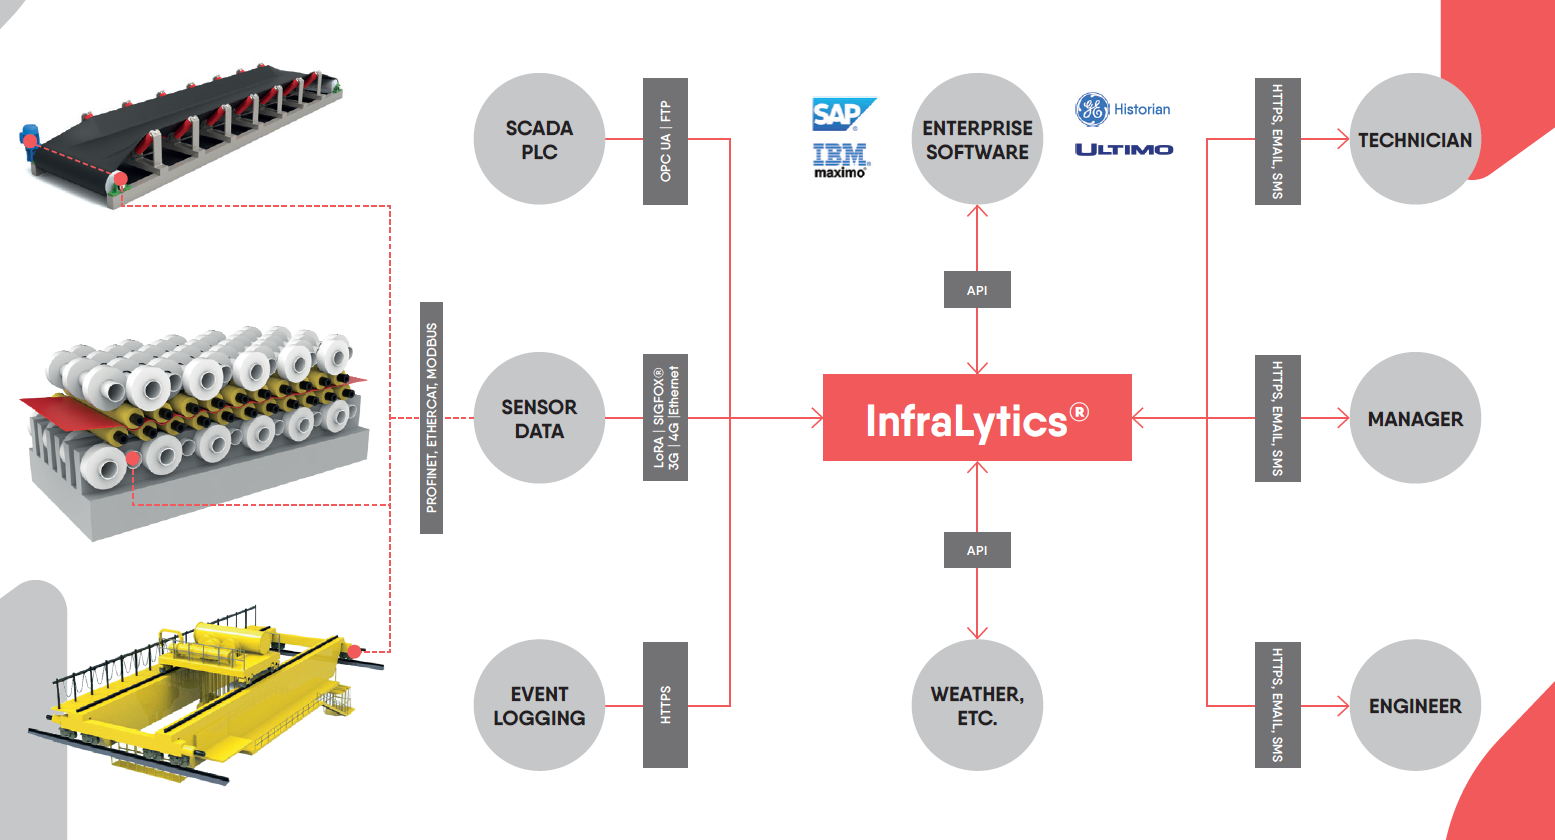 SCADA
PLC
OPC UA | FTP
SAP®
IBM®
maximo
ENTERPRISE
SOFTWARE
GE Historian
ULTIMO
HTTPS, EMAIL, SMS
TECHNICIAN
API
PROFINET, ETHERCAT, MODBUS
SENSOR
DATA
LoRA | SIGFOX®
3G | 4G |Ethernet
InfraLytics®
HTTPS, EMAIL, SMS
MANAGER
API
EVENT
LOGGING
HTTPS
WEATHER,
ETC.
HTTPS, EMAIL, SMS
ENGINEER